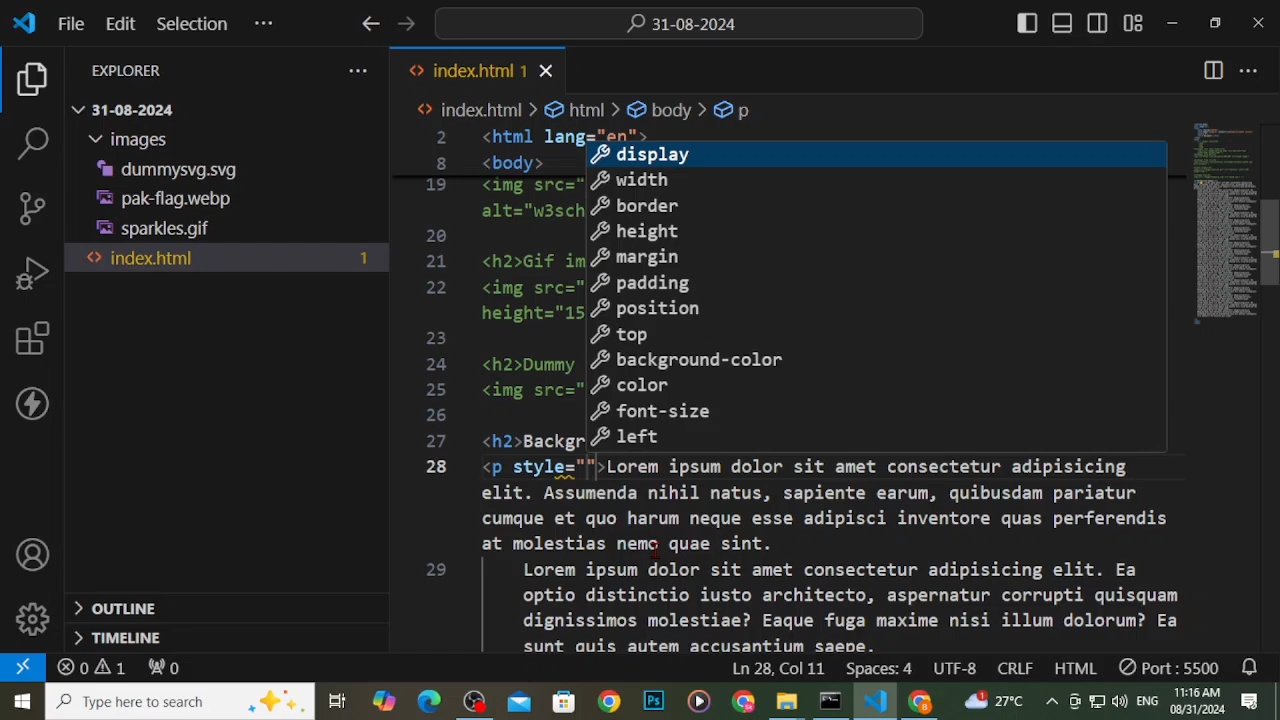 File Edit Selection ···
31-08-2024
EXPLORER ···
31-08-2024
images
dummysvg.svg
pak-flag.webp
sparkles.gif
index.html 1
OUTLINE
TIMELINE
index.html 1
index.html > html > body > p
2 <html lang="en">
8 <body>
19 <img src="
alt="w3sch
20
21 <h2>Gif im
22 <img src="
height="15
23
24 <h2>Dummy
25 <img src="
26
27 <h2>Backgr
28 <p style="">Lorem ipsum dolor sit amet consectetur adipisicing
elit. Assumenda nihil natus, sapiente earum, quibusdam pariatur
cumque et quo harum neque esse adipisci inventore quas perferendis
at molestias nemo quae sint.
29 Lorem ipsum dolor sit amet consectetur adipisicing elit. Ea
optio distinctio iusto architecto, aspernatur corrupti quisquam
dignissimos molestiae? Eaque fuga maxime nisi illum dolorum? Ea
sunt quis autem accusantium saepe.
display
width
border
height
margin
padding
position
top
background-color
color
font-size
left
0 1 0
Ln 28, Col 11 Spaces: 4 UTF-8 CRLF HTML Port : 5500
Type here to search
1 27°C ENG
11:16 AM
08/31/2024